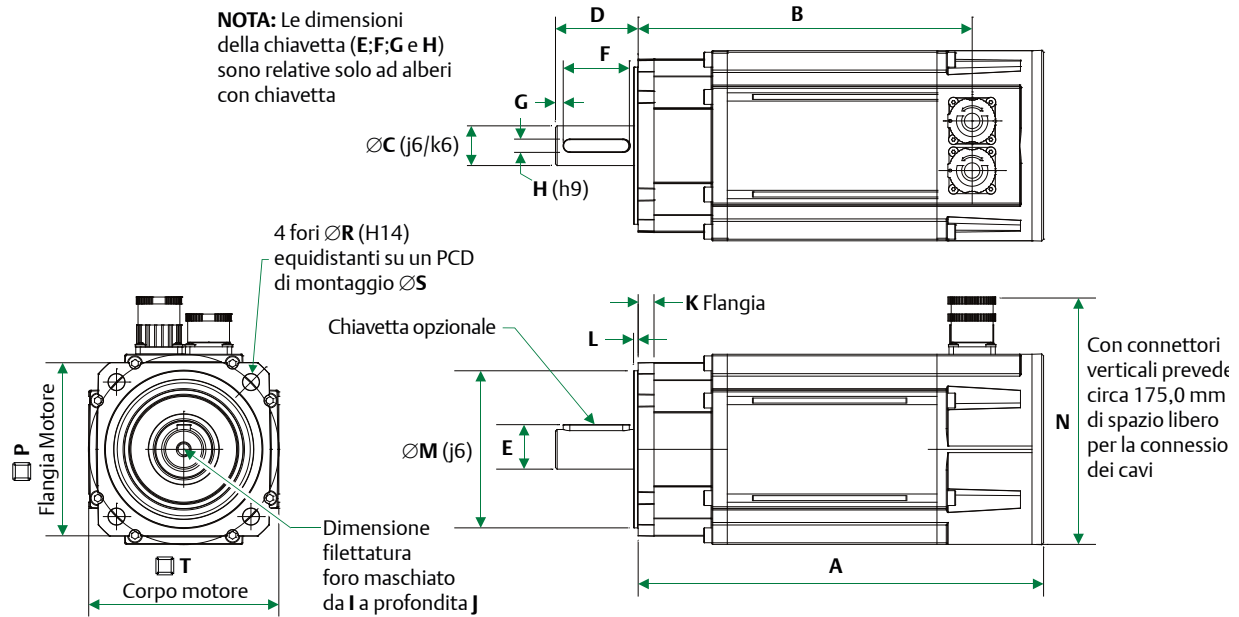 NOTA: Le dimensioni
della chiavetta (E;F;G e H)
sono relative solo ad alberi
con chiavetta
D
B
F
G
∅C (j6/k6)
H (h9)
4 fori ∅R (H14)
equidistanti su un PCD
di montaggio ∅S
K Flangia
Chiavetta opzionale
L
Con connettori
verticali prevede
circa 175,0 mm
di spazio libero
per la connessio
dei cavi
N
E
∅M (j6)
□ P
Flangia Motore
Dimensione
filettatura
foro maschiato
da I a profondita J
□ T
Corpo motore
A